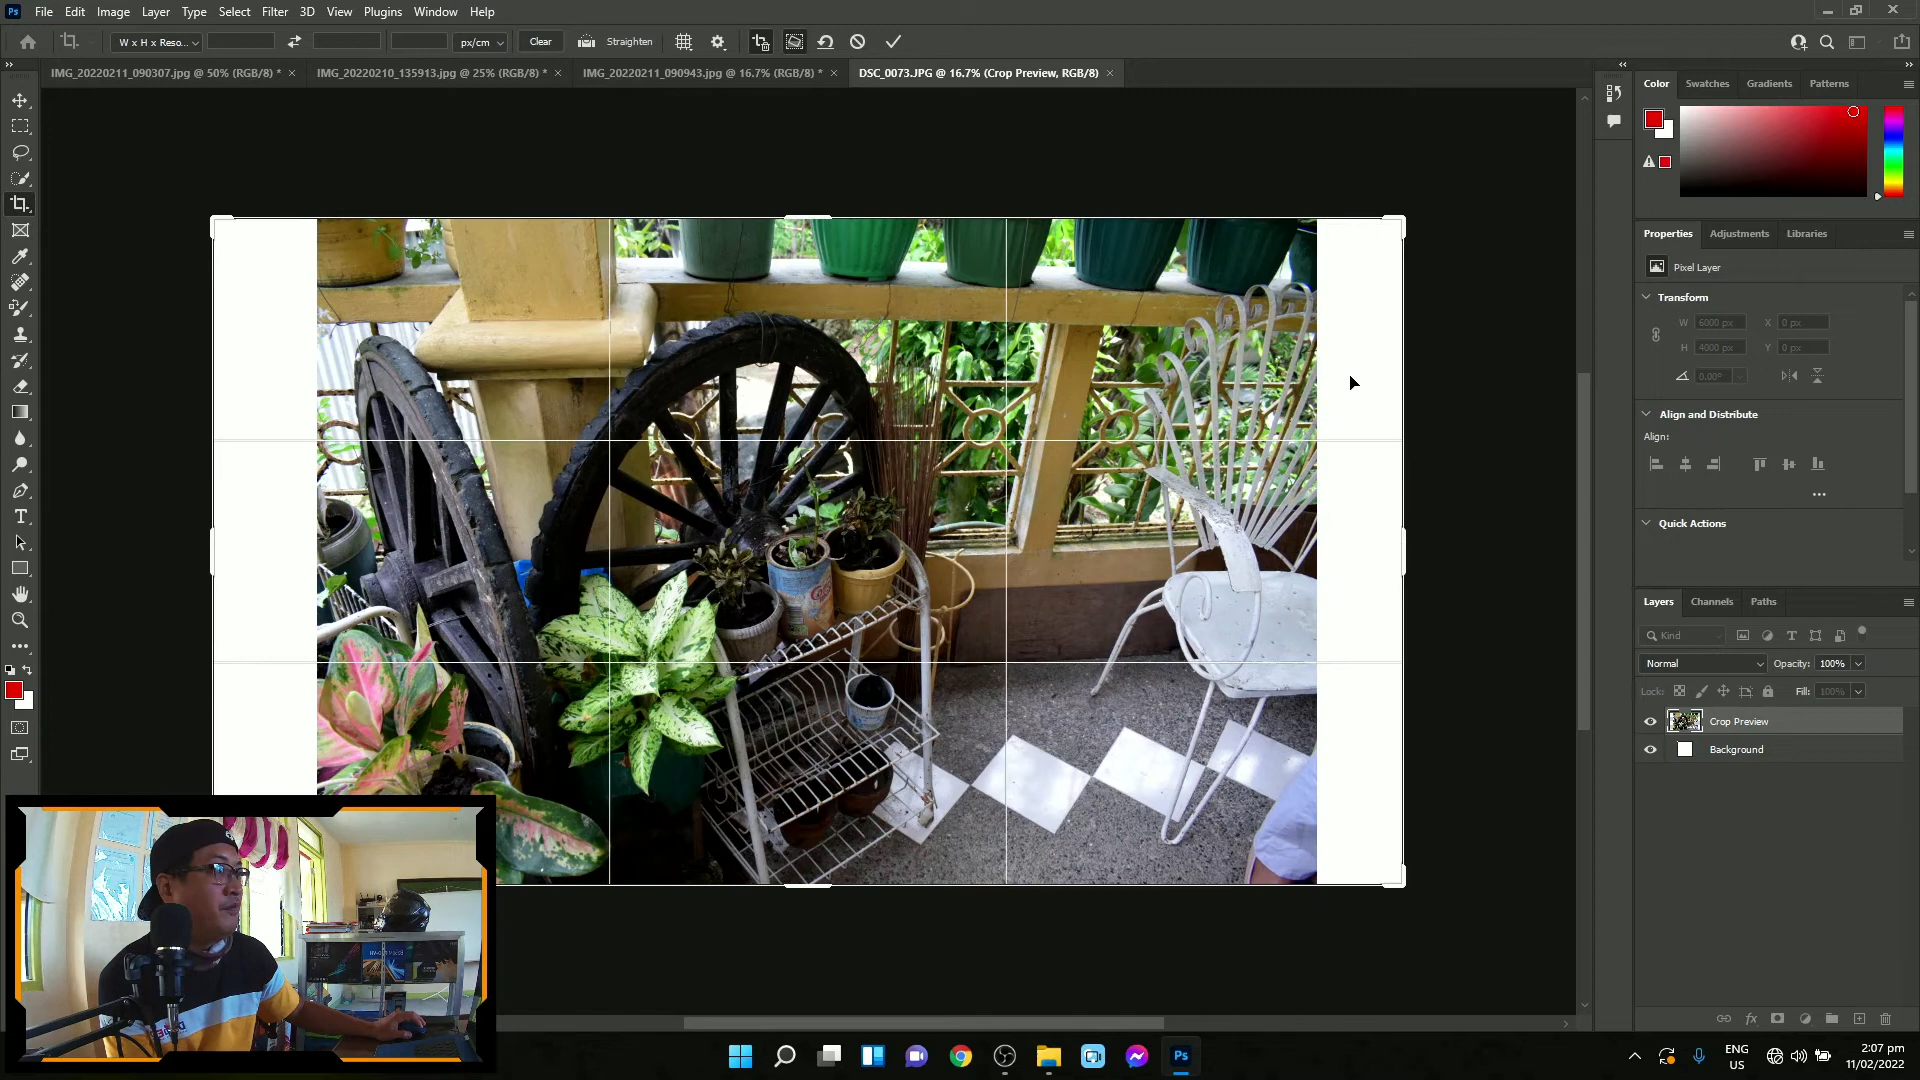 Ps File Edit Image Layer Type Select Filter 3D View Plugins Window Help
W x H x Reso... px/cm Clear Straighten
IMG_20220211_090307.jpg @ 50% (RGB/8) * IMG_20220210_135913.jpg @ 25% (RGB/8) * IMG_20220211_090943.jpg @ 16.7% (RGB/8) * DSC_0073.JPG @ 16.7% (Crop Preview, RGB/8)
Color Swatches Gradients Patterns
Properties Adjustments Libraries
Pixel Layer
Transform
W 6000 px X 0 px
H 4000 px Y 0 px
0.00°
Align and Distribute
Align:
Quick Actions
Layers Channels Paths
Kind
Normal Opacity: 100%
Lock: Fill: 100%
Crop Preview
Background
Ps
ENG
US
2:07 pm
11/02/2022